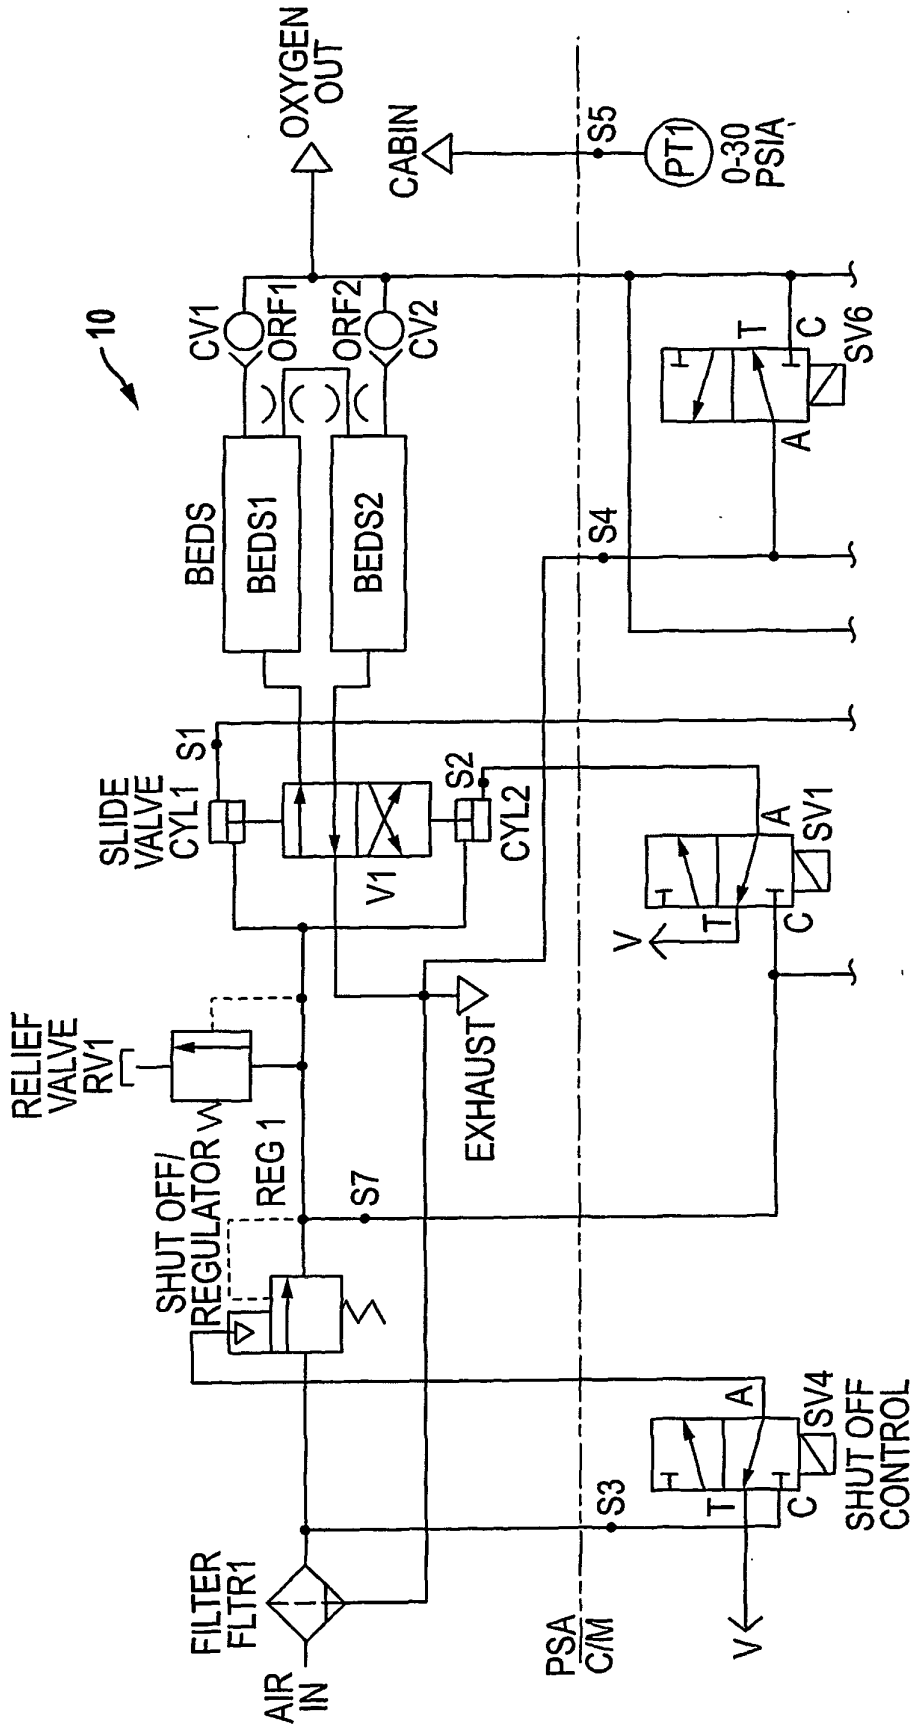 10
AIR
IN
FILTER
FLTR1
SHUT OFF/
REGULATOR
REG 1
S7
RELIEF
VALVE
RV1
SLIDE
VALVE
CYL1
S1
V1
S2
CYL2
EXHAUST
BEDS
BEDS1
BEDS2
CV1
ORF1
ORF2
CV2
OXYGEN
OUT
CABIN
PSA
C/M
S3
S4
S5
PT1
0-30
PSIA
V
T
A
C
SV4
SHUT OFF
CONTROL
V
T
A
C
SV1
A
T
C
SV6